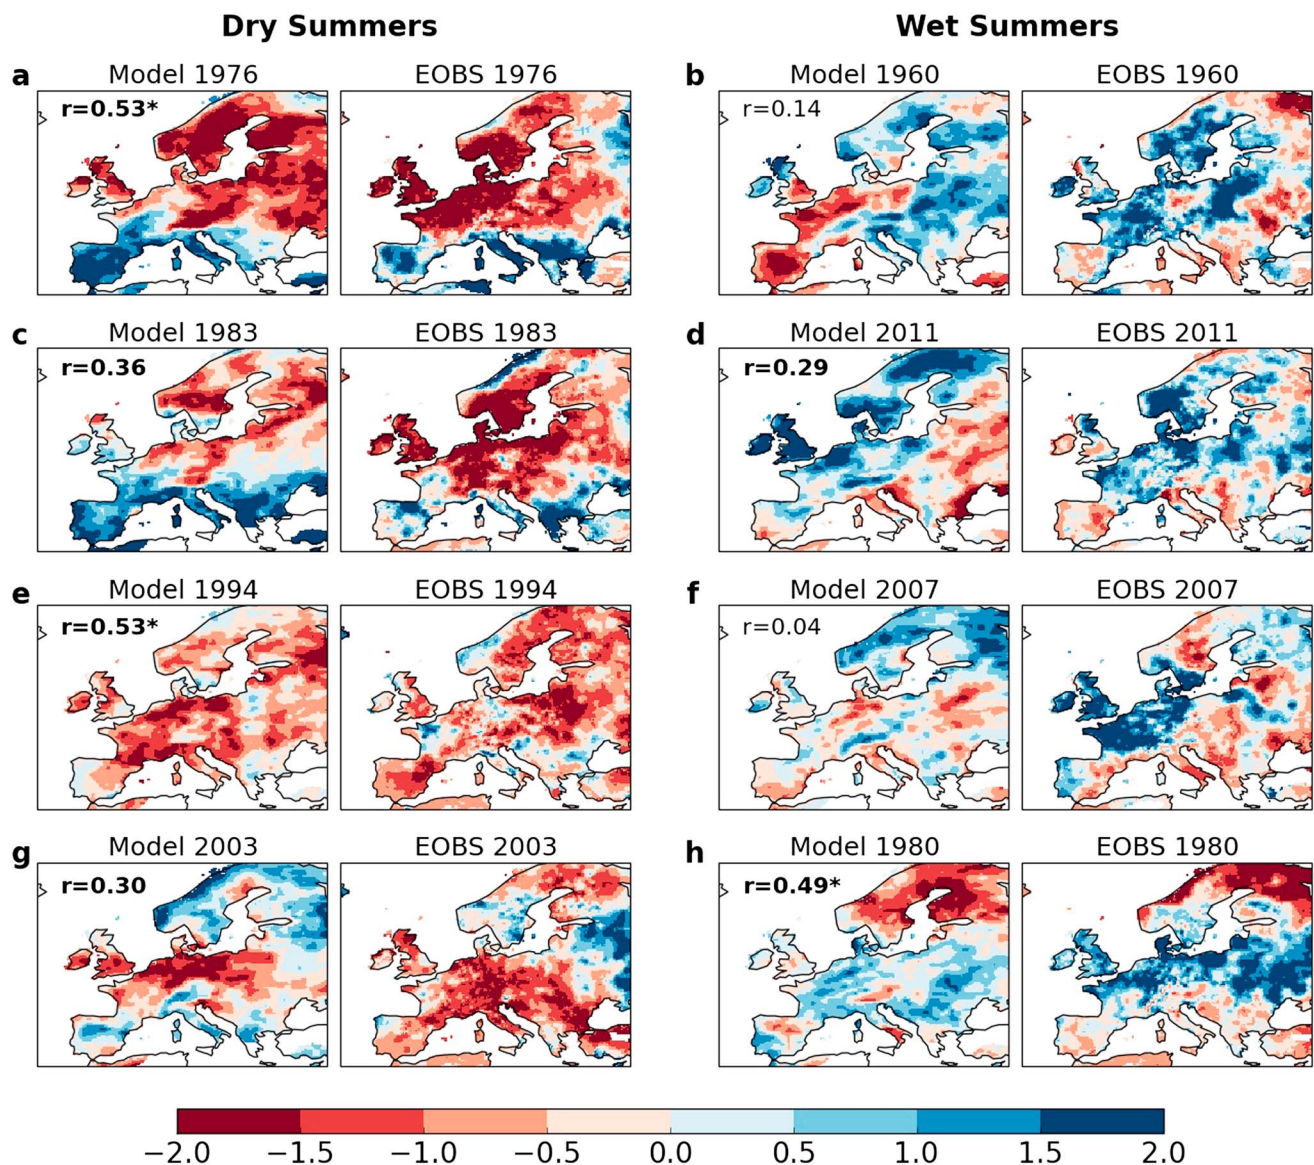 Dry Summers Wet Summers
a Model 1976 EOBS 1976 b Model 1960 EOBS 1960
r=0.53* r=0.14
c Model 1983 EOBS 1983 d Model 2011 EOBS 2011
r=0.36 r=0.29
e Model 1994 EOBS 1994 f Model 2007 EOBS 2007
r=0.53* r=0.04
g Model 2003 EOBS 2003 h Model 1980 EOBS 1980
r=0.30 r=0.49*
−2.0 −1.5 −1.0 −0.5 0.0 0.5 1.0 1.5 2.0